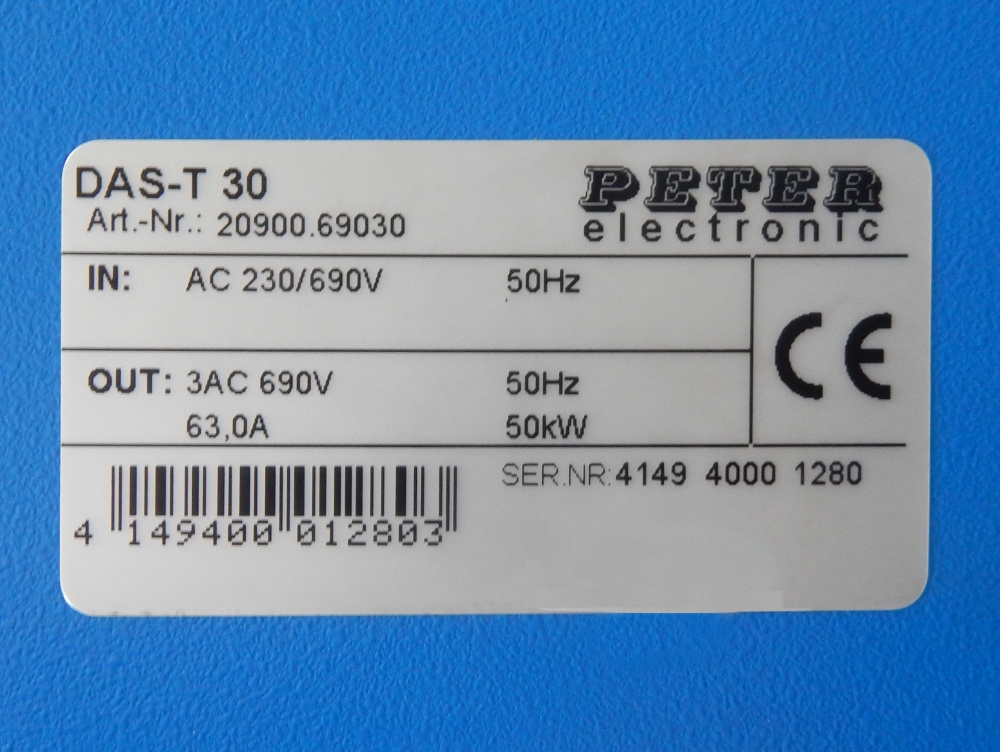 DAS-T 30
Art.-Nr.: 20900.69030
PETER
electronic
IN: AC 230/690V 50Hz
OUT: 3AC 690V 50Hz
63,0A 50kW
CE
SER.NR: 4149 4000 1280
4 149400 012803